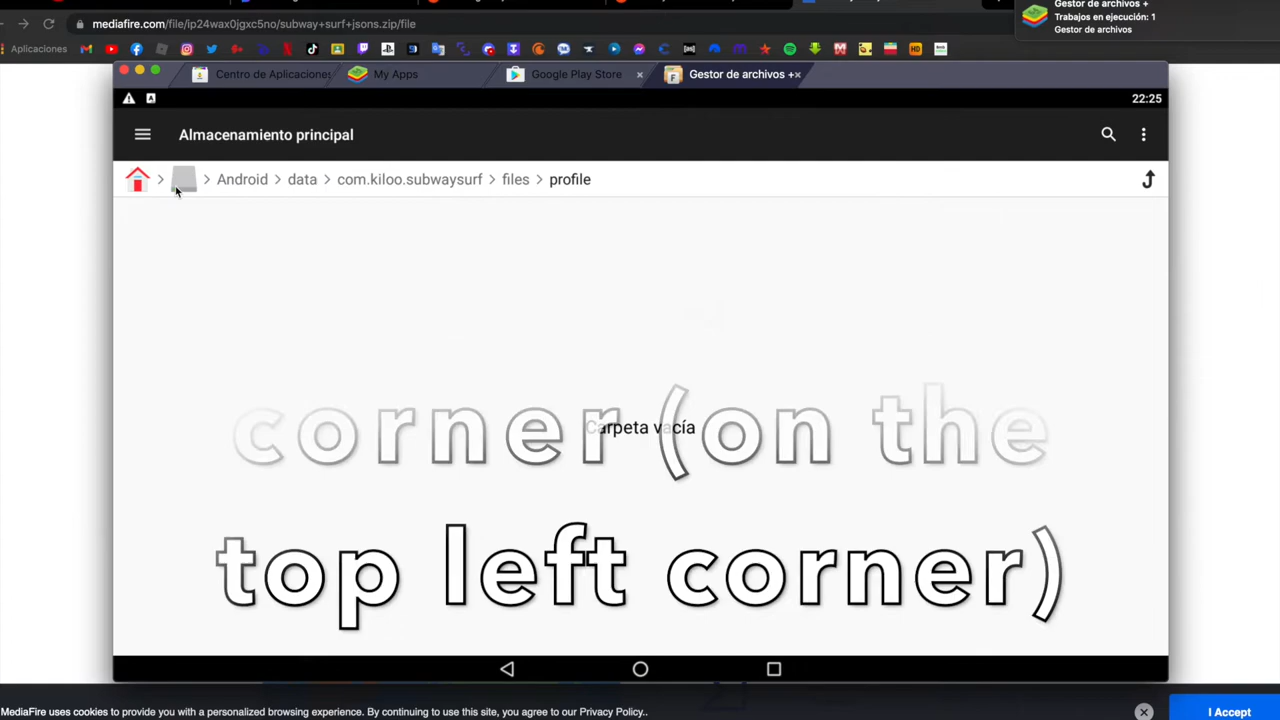 mediafire.com/file/ip24wax0jgxc5no/subway+surf+jsons.zip/file
Gestor de archivos +
Trabajos en ejecución: 1
Gestor de archivos
Aplicaciones
Centro de Aplicaciones
My Apps
Google Play Store
Gestor de archivos +
22:25
Almacenamiento principal
Android > data > com.kiloo.subwaysurf > files > profile
Carpeta vacía
corner (on the
top left corner)
MediaFire uses cookies to provide you with a personalized browsing experience. By continuing to use this site, you agree to our Privacy Policy..
I Accept